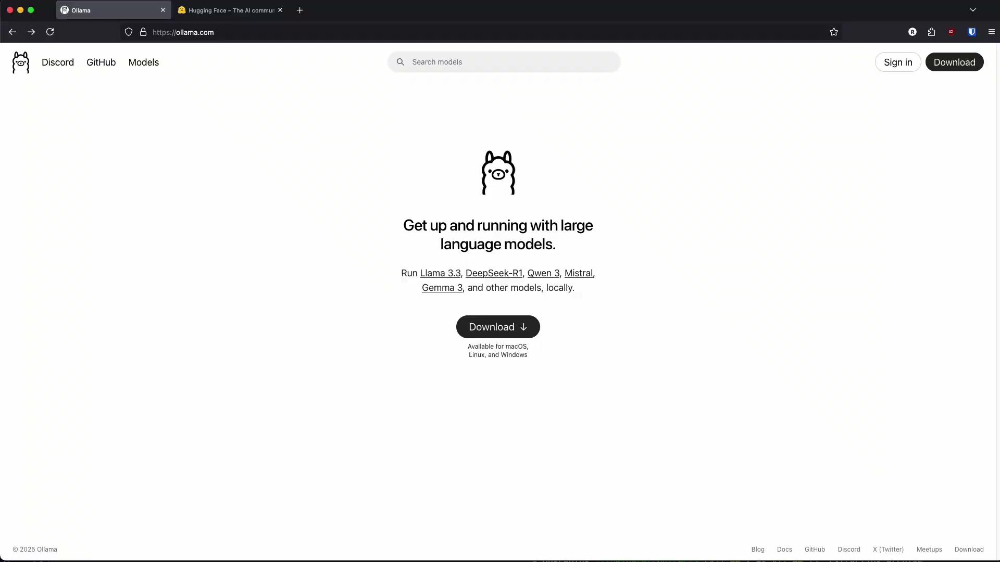 Ollama
Hugging Face – The AI commun
https://ollama.com
Discord GitHub Models
Search models
Sign in Download
Get up and running with large
language models.
Run Llama 3.3, DeepSeek-R1, Qwen 3, Mistral,
Gemma 3, and other models, locally.
Download ↓
Available for macOS,
Linux, and Windows
© 2025 Ollama
Blog Docs GitHub Discord X (Twitter) Meetups Download